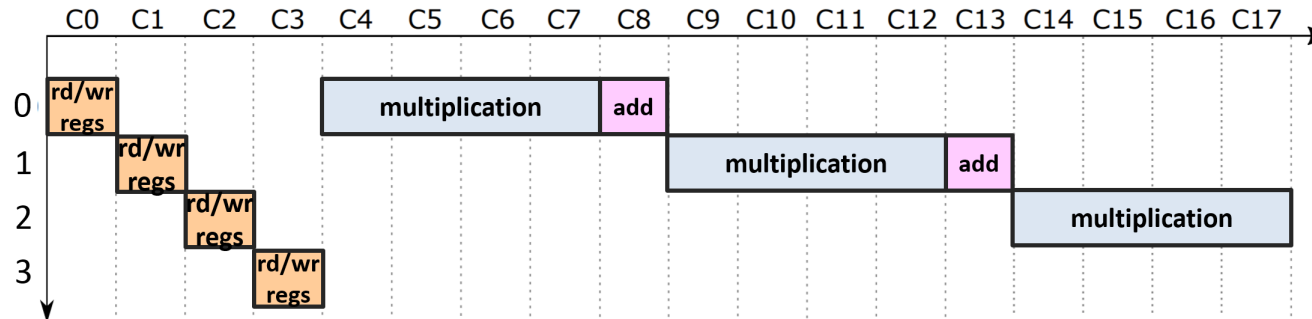 C0 C1 C2 C3 C4 C5 C6 C7 C8 C9 C10 C11 C12 C13 C14 C15 C16 C17
0 rd/wr regs multiplication add
1 rd/wr regs multiplication add
2 rd/wr regs multiplication
3 rd/wr regs